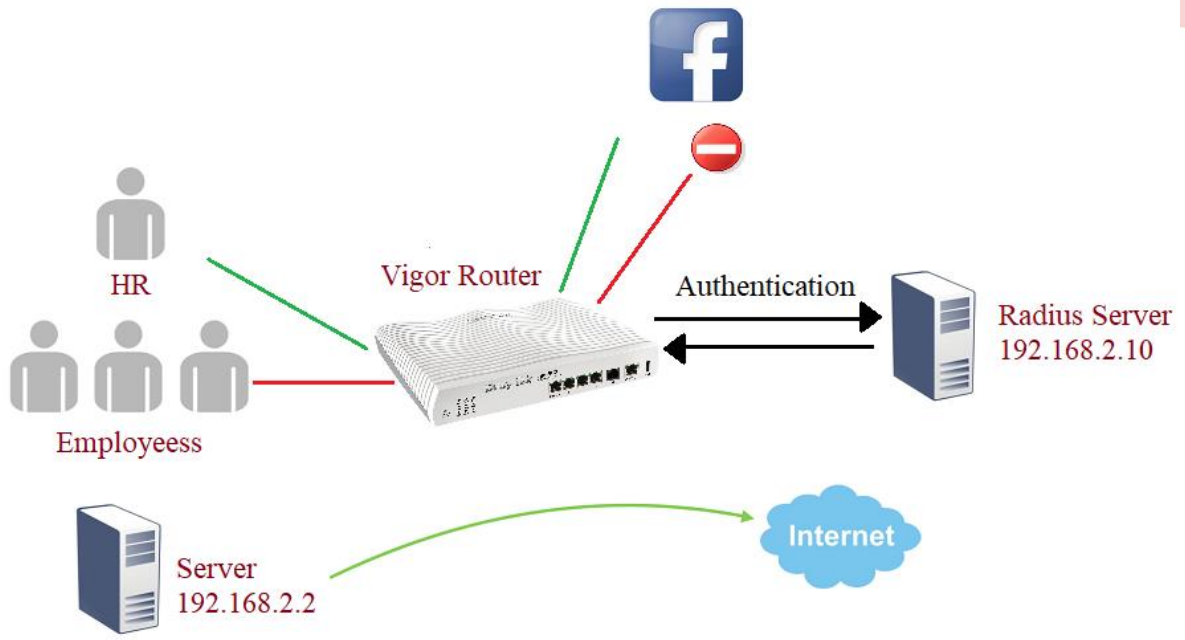 f
HR
Vigor Router
Authentication
Radius Server
192.168.2.10
Employeess
Server
192.168.2.2
Internet